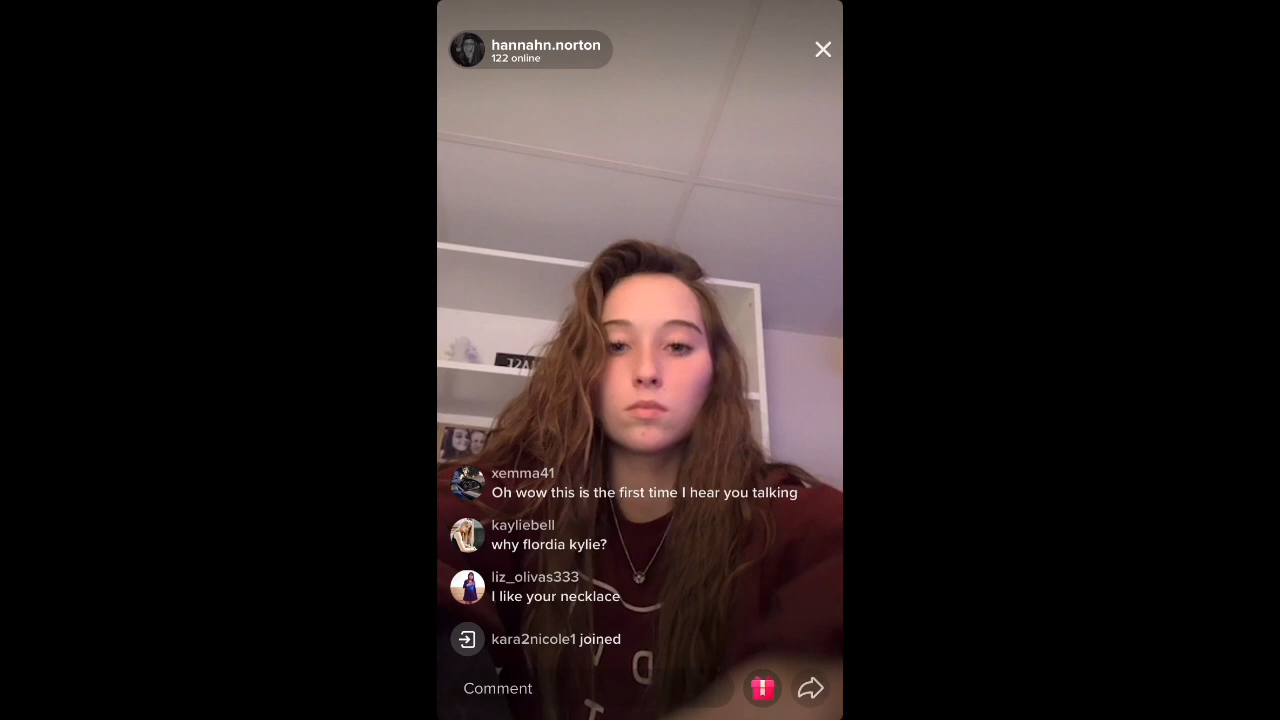 hannahn.norton
122 online
xemma41
Oh wow this is the first time I hear you talking
kayliebell
why flordia kylie?
liz_olivas333
I like your necklace
kara2nicole1 joined
Comment